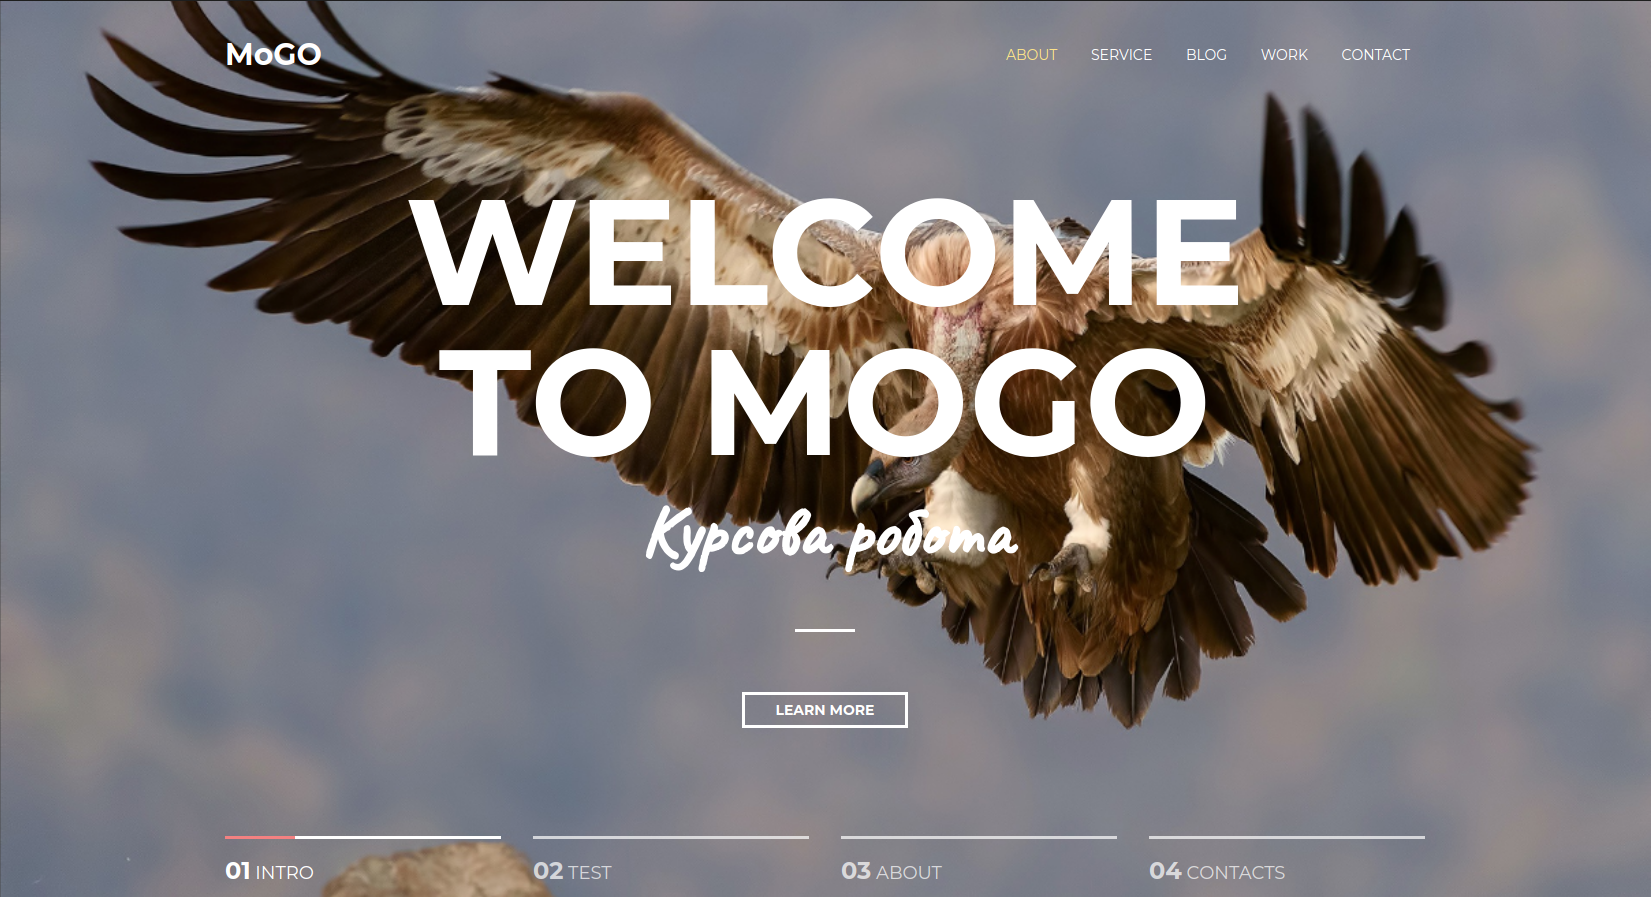 MoGO
ABOUT SERVICE BLOG WORK CONTACT
WELCOME
TO MOGO
Курсова робота
LEARN MORE
01 INTRO
02 TEST
03 ABOUT
04 CONTACTS